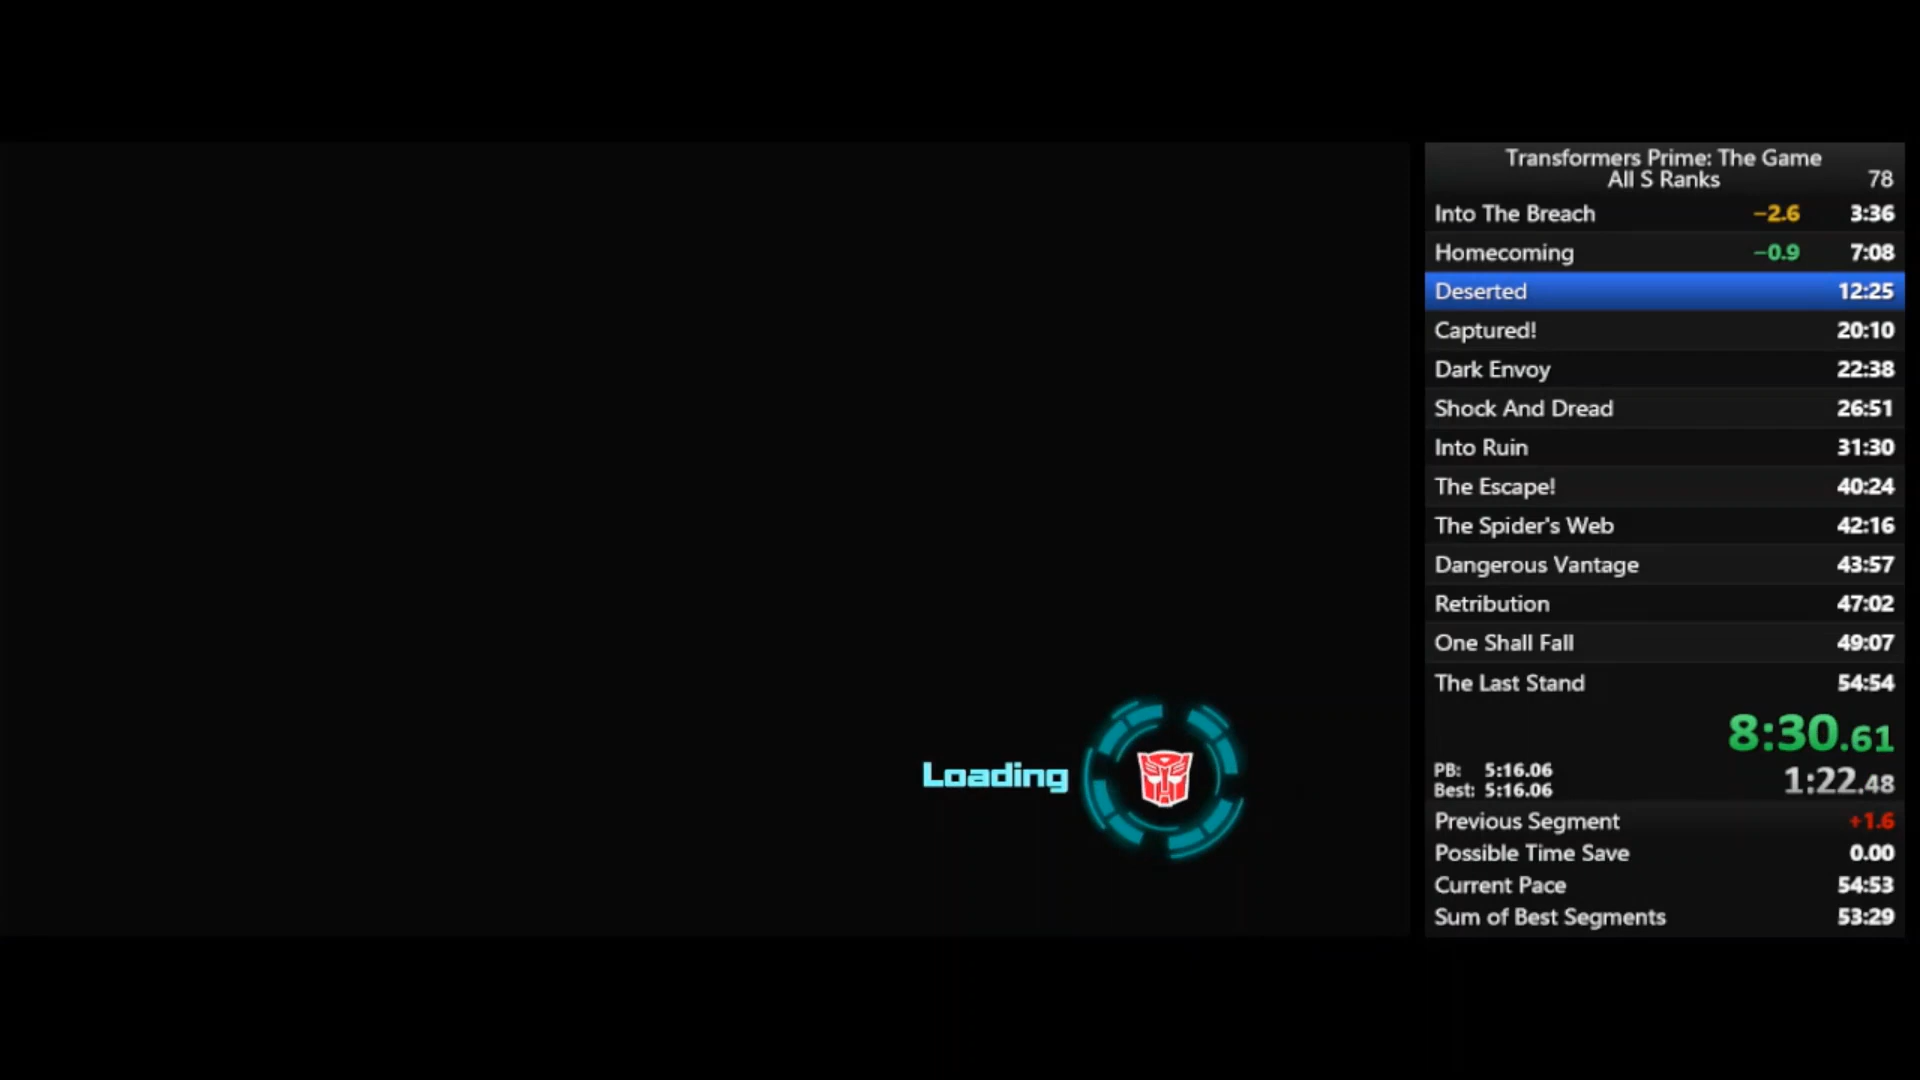 Transformers Prime: The Game
All S Ranks 78
Into The Breach −2.6 3:36
Homecoming −0.9 7:08
Deserted 12:25
Captured! 20:10
Dark Envoy 22:38
Shock And Dread 26:51
Into Ruin 31:30
The Escape! 40:24
The Spider's Web 42:16
Dangerous Vantage 43:57
Retribution 47:02
One Shall Fall 49:07
The Last Stand 54:54
8:30.61
PB: 5:16.06
Best: 5:16.06
1:22.48
Previous Segment +1.6
Possible Time Save 0.00
Current Pace 54:53
Sum of Best Segments 53:29
Loading